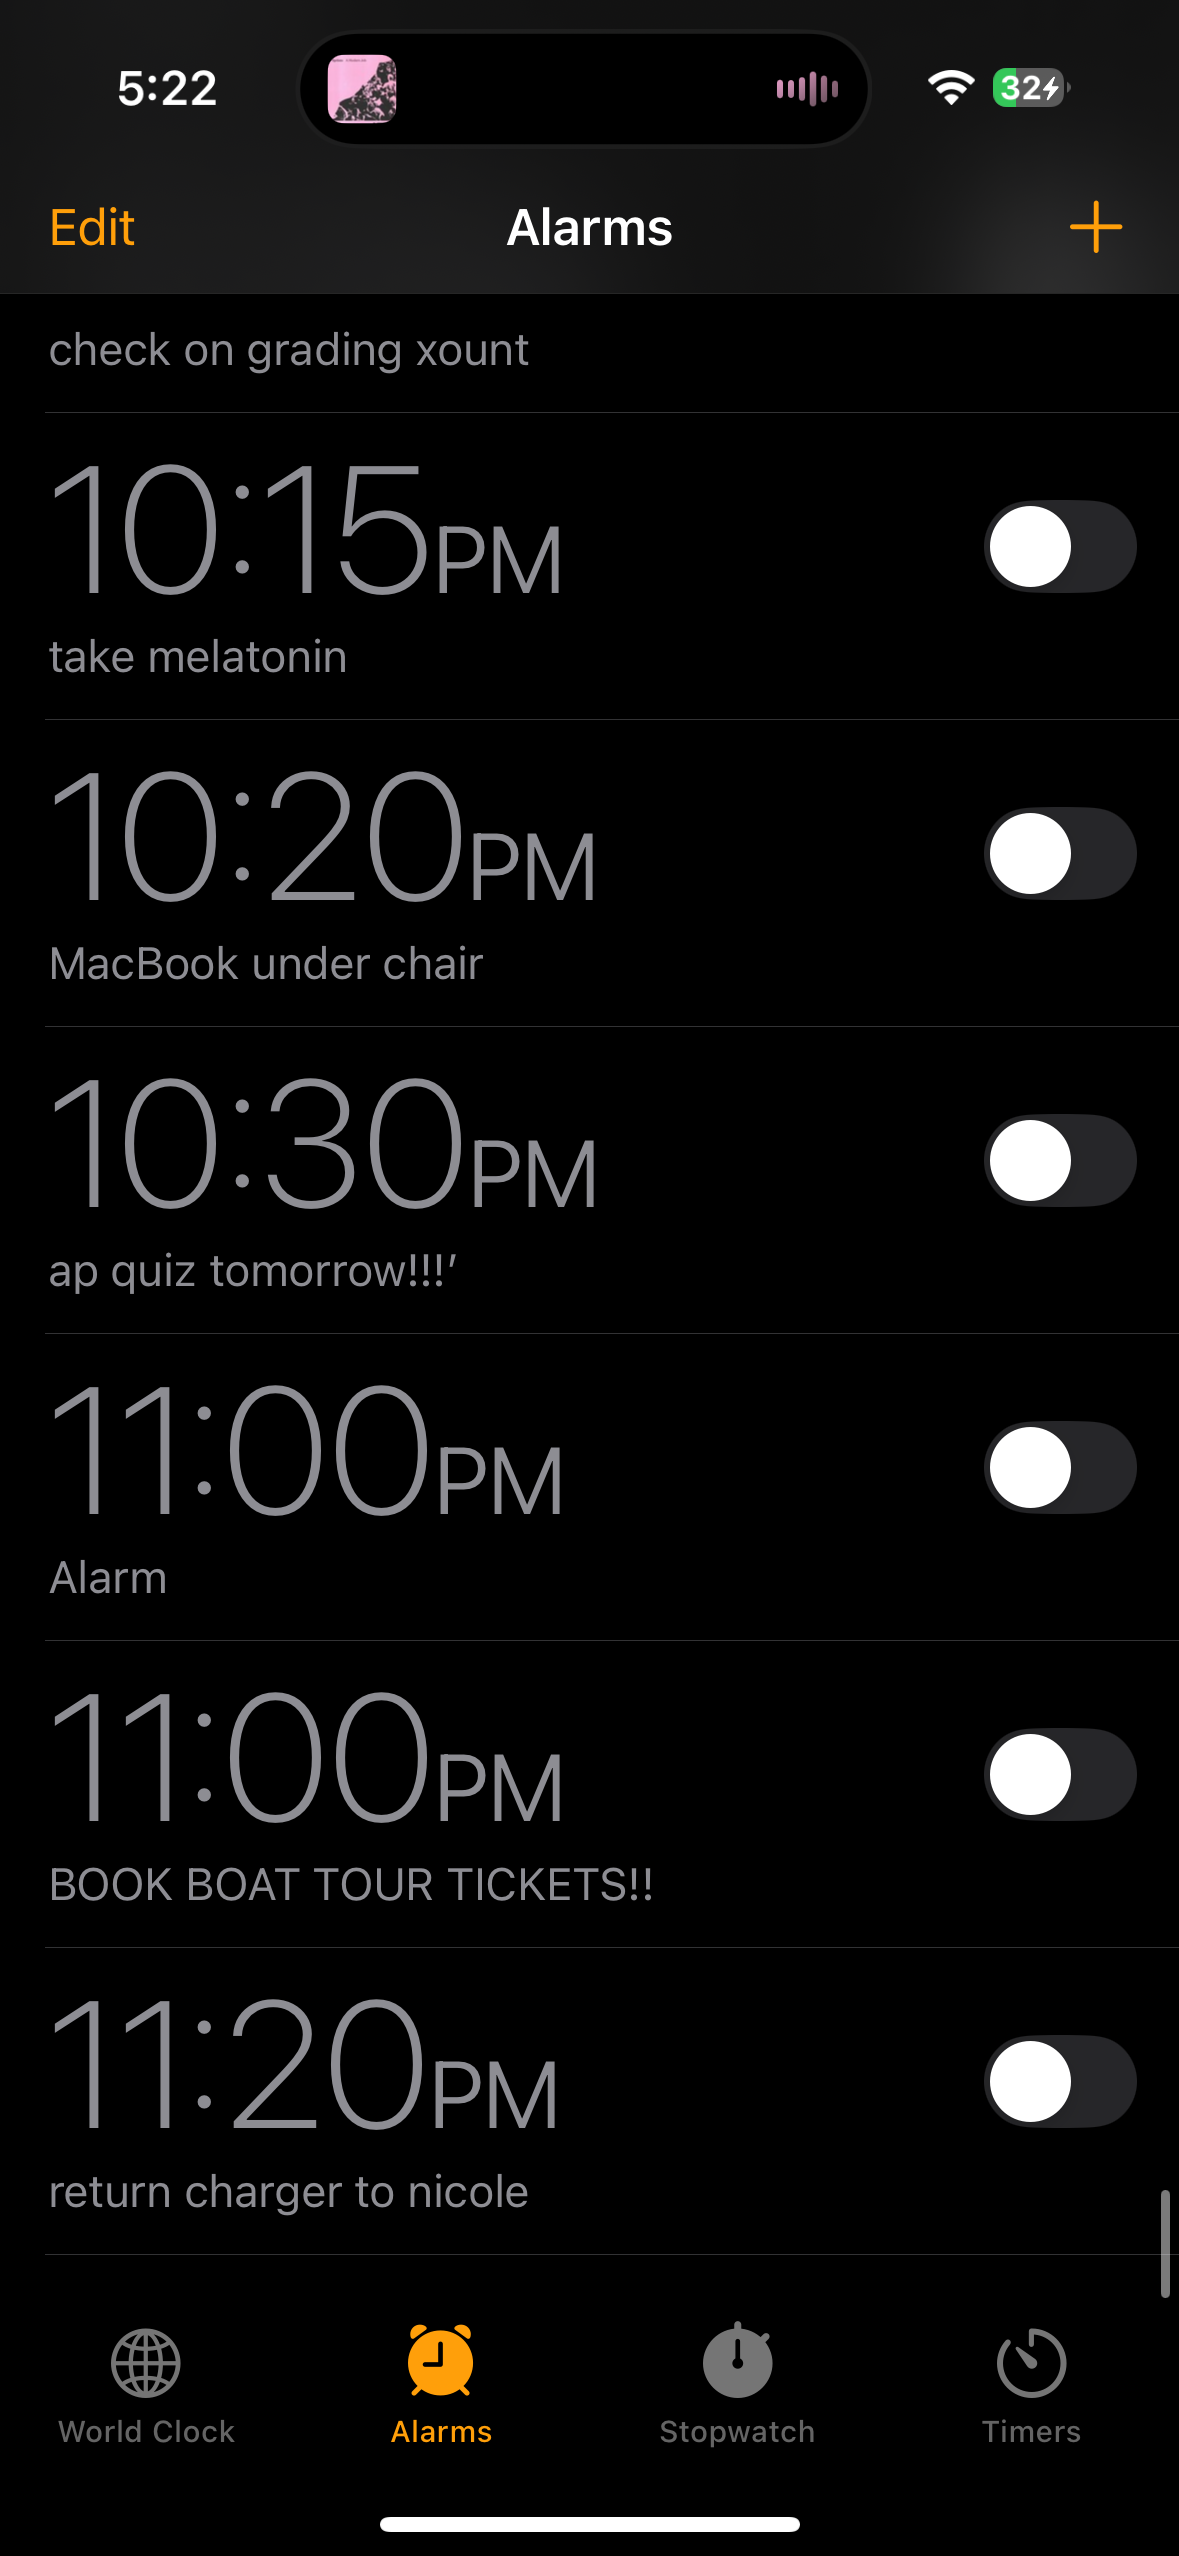 5:22
32
Edit
Alarms
check on grading xount
10:15PM
take melatonin
10:20PM
MacBook under chair
10:30PM
ap quiz tomorrow!!!’
11:00PM
Alarm
11:00PM
BOOK BOAT TOUR TICKETS!!
11:20PM
return charger to nicole
World Clock
Alarms
Stopwatch
Timers